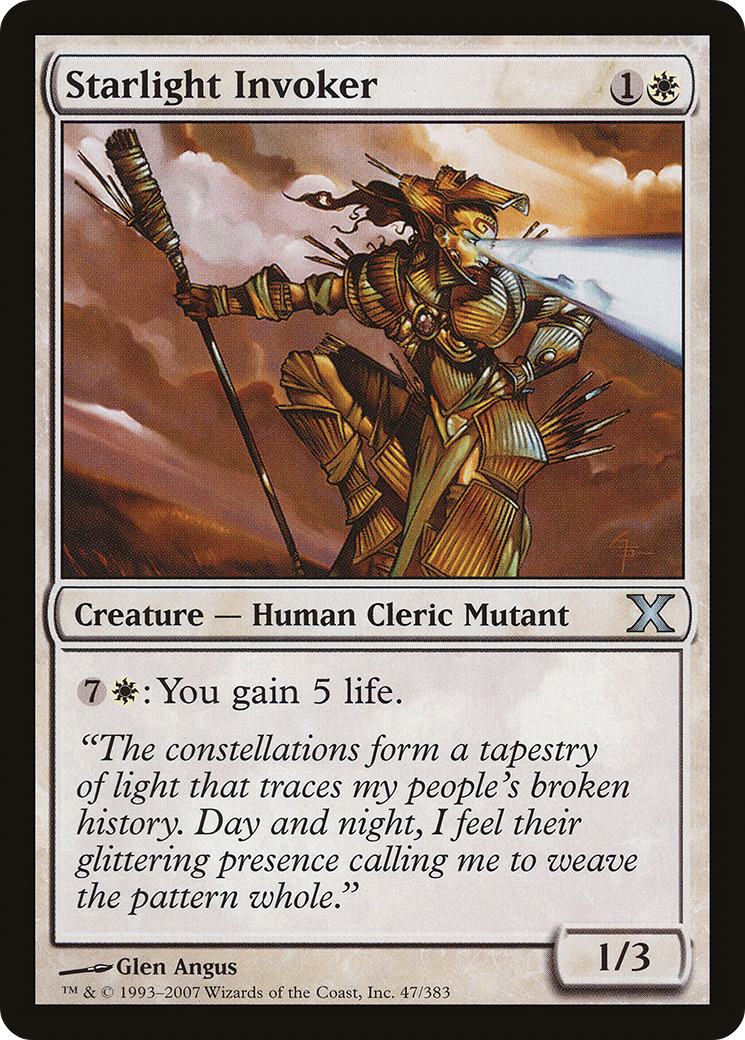 Starlight Invoker 1
Creature — Human Cleric Mutant X
7: You gain 5 life.
“The constellations form a tapestry
of light that traces my people’s broken
history. Day and night, I feel their
glittering presence calling me to weave
the pattern whole.”
1/3
Glen Angus
™ & © 1993–2007 Wizards of the Coast, Inc. 47/383